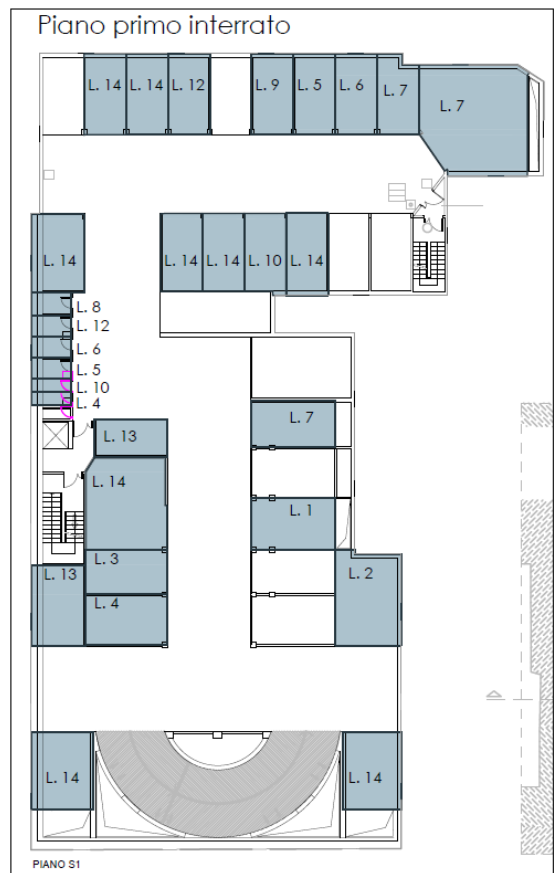 Piano primo interrato
L. 14
L. 14
L. 12
L. 9
L. 5
L. 6
L. 7
L. 7
L. 14
L. 14
L. 14
L. 10
L. 14
L. 8
L. 12
L. 6
L. 5
L. 10
L. 4
L. 7
L. 13
L. 14
L. 1
L. 3
L. 13
L. 2
L. 4
L. 14
L. 14
PIANO S1